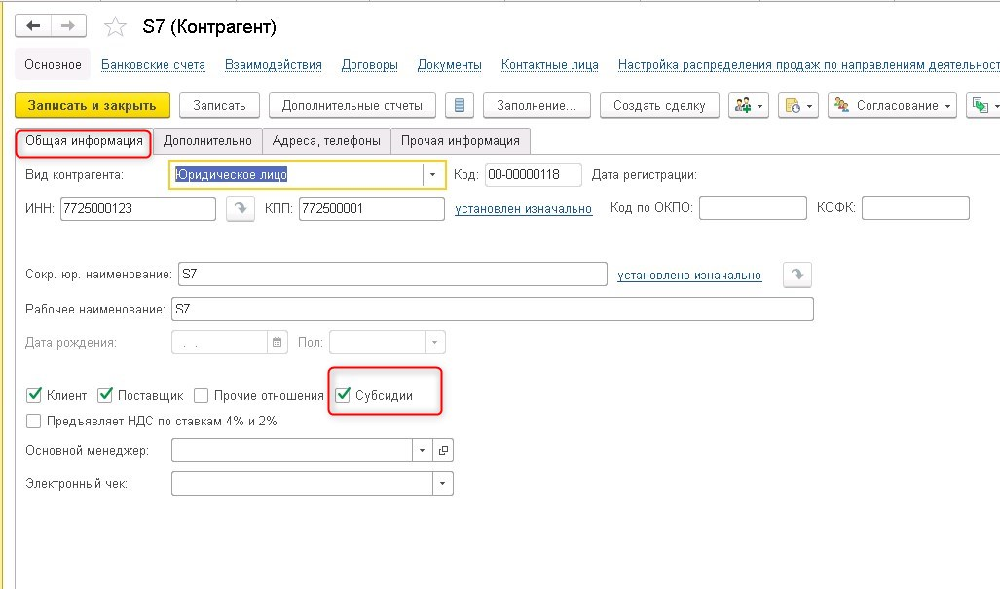 S7 (Контрагент)
Основное Банковские счета Взаимодействия Договоры Документы Контактные лица Настройка распределения продаж по направлениям деятельност
Записать и закрыть Записать Дополнительные отчеты Заполнение... Создать сделку Согласование
Общая информация Дополнительно Адреса, телефоны Прочая информация
Вид контрагента: Юридическое лицо Код: 00-00000118 Дата регистрации:
ИНН: 7725000123 КПП: 772500001 установлен изначально Код по ОКПО: КОФК:
Сокр. юр. наименование: S7 установлено изначально
Рабочее наименование: S7
Дата рождения: . . Пол:
Клиент Поставщик Прочие отношения Субсидии
Предъявляет НДС по ставкам 4% и 2%
Основной менеджер:
Электронный чек: